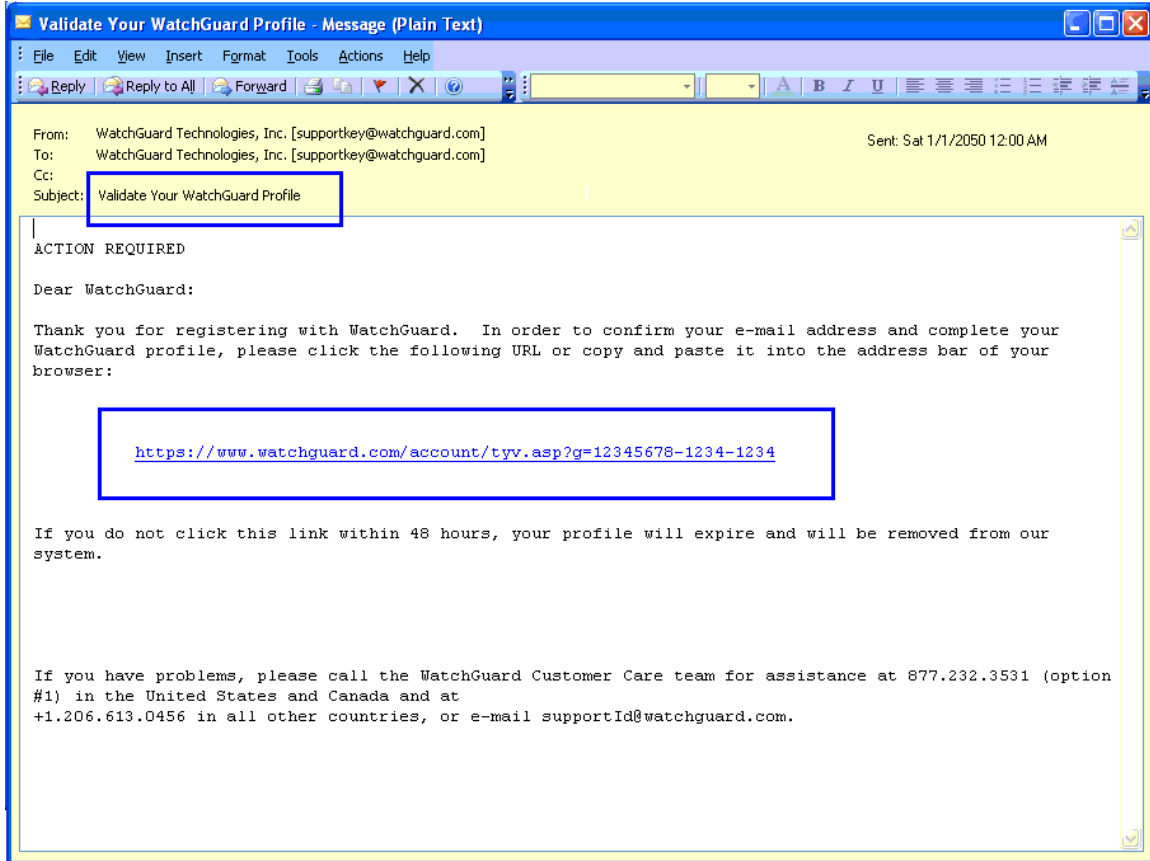 Validate Your WatchGuard Profile - Message (Plain Text)
File Edit View Insert Format Tools Actions Help
Reply Reply to All Forward A B I U
From: WatchGuard Technologies, Inc. [supportkey@watchguard.com]
Sent: Sat 1/1/2050 12:00 AM
To: WatchGuard Technologies, Inc. [supportkey@watchguard.com]
Cc:
Subject: Validate Your WatchGuard Profile
ACTION REQUIRED
Dear WatchGuard:
Thank you for registering with WatchGuard.  In order to confirm your e-mail address and complete your
WatchGuard profile, please click the following URL or copy and paste it into the address bar of your
browser:
https://www.watchguard.com/account/tyv.asp?g=12345678-1234-1234
If you do not click this link within 48 hours, your profile will expire and will be removed from our
system.
If you have problems, please call the WatchGuard Customer Care team for assistance at 877.232.3531 (option
#1) in the United States and Canada and at
+1.206.613.0456 in all other countries, or e-mail supportId@watchguard.com.